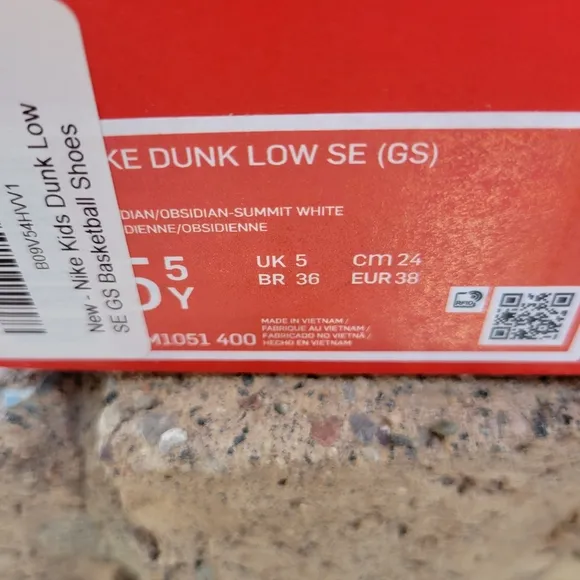 B09V54HVV1
New - Nike Kids Dunk Low
SE GS Basketball Shoes
KE DUNK LOW SE (GS)
DIAN/OBSIDIAN-SUMMIT WHITE
DIENNE/OBSIDIENNE
5 5 Y
UK 5 CM 24
BR 36 EUR 38
M1051 400
MADE IN VIETNAM /
FABRIQUE AU VIETNAM /
FABRICADO NO VIETNÃ /
HECHO EN VIETNAM